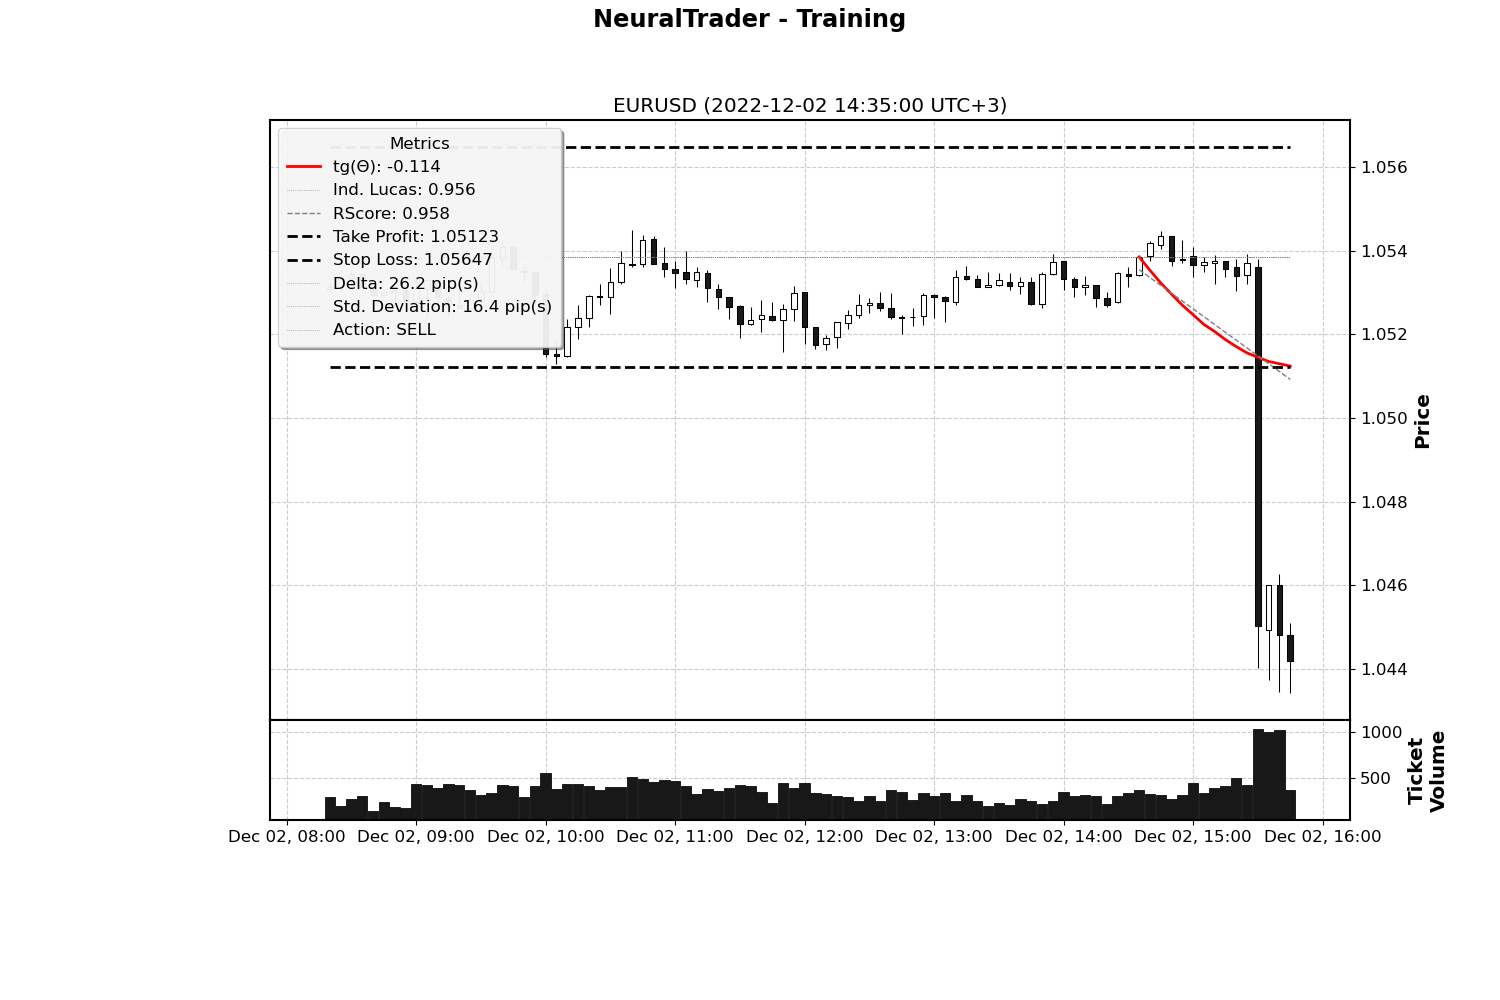 NeuralTrader - Training
EURUSD (2022-12-02 14:35:00 UTC+3)
Metrics
tg(Θ): -0.114
Ind. Lucas: 0.956
RScore: 0.958
Take Profit: 1.05123
Stop Loss: 1.05647
Delta: 26.2 pip(s)
Std. Deviation: 16.4 pip(s)
Action: SELL
1.056
1.054
1.052
1.050
1.048
1.046
1.044
Price
1000
500
Ticket
Volume
Dec 02, 08:00 Dec 02, 09:00 Dec 02, 10:00 Dec 02, 11:00 Dec 02, 12:00 Dec 02, 13:00 Dec 02, 14:00 Dec 02, 15:00 Dec 02, 16:00